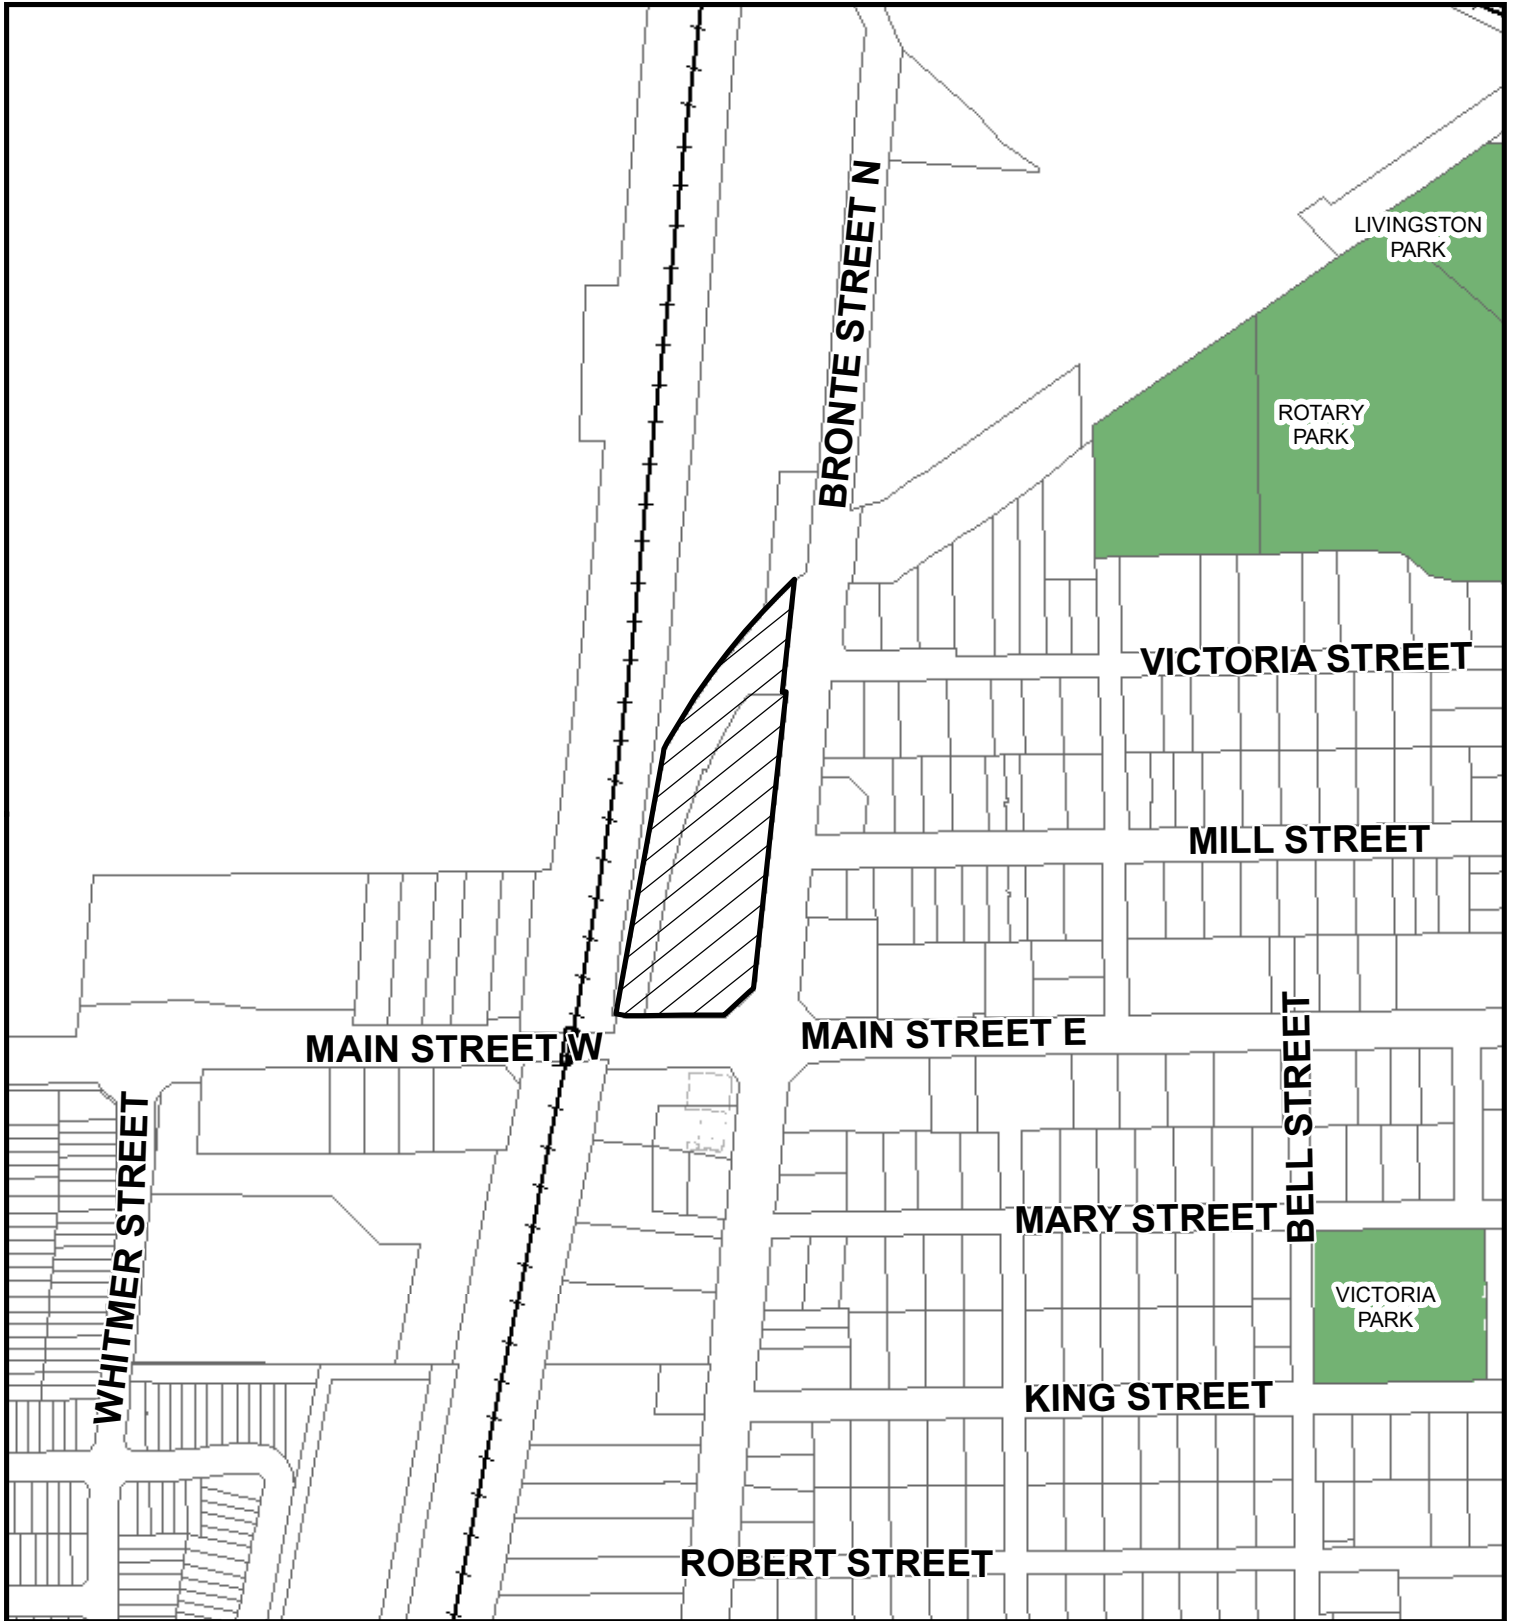 BRONTE STREET N
LIVINGSTON
PARK
ROTARY
PARK
VICTORIA STREET
MILL STREET
MAIN STREET W
MAIN STREET E
BELL STREET
WHITMER STREET
MARY STREET
VICTORIA
PARK
KING STREET
ROBERT STREET